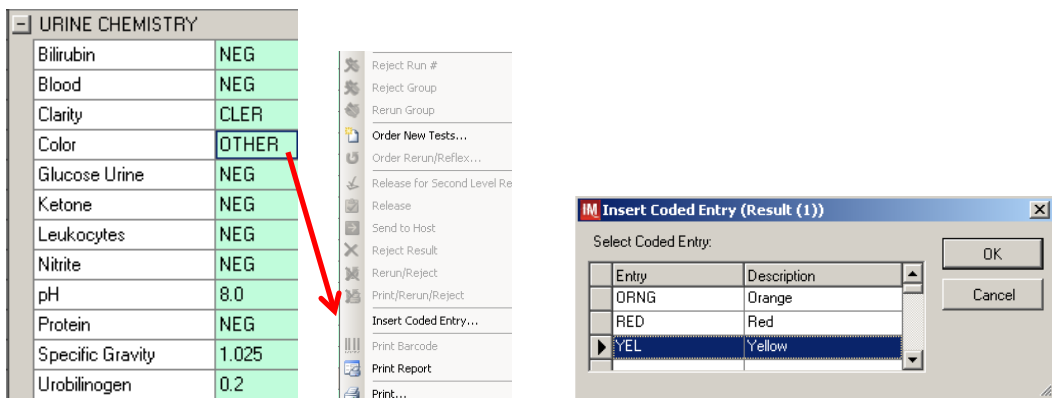 URINE CHEMISTRY
Bilirubin NEG
Blood NEG
Clarity CLER
Color OTHER
Glucose Urine NEG
Ketone NEG
Leukocytes NEG
Nitrite NEG
pH 8.0
Protein NEG
Specific Gravity 1.025
Urobilinogen 0.2
Reject Run #
Reject Group
Rerun Group
Order New Tests...
Order Rerun/Reflex...
Release for Second Level Re
Release
Send to Host
Reject Result
Rerun/Reject
Print/Rerun/Reject
Insert Coded Entry...
Print Barcode
Print Report
Print...
IM Insert Coded Entry (Result (1))
Select Coded Entry:
Entry Description
ORNG Orange
RED Red
YEL Yellow
OK
Cancel